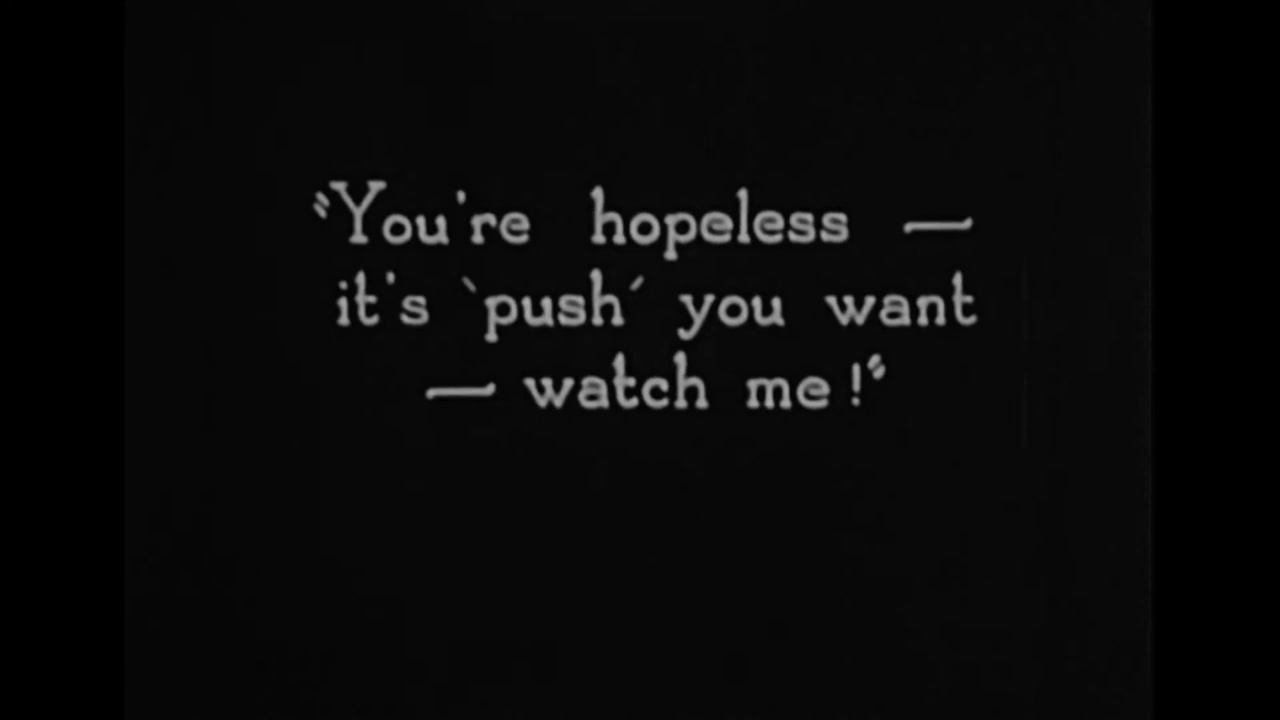 "You're hopeless —
it's `push´ you want
— watch me!"